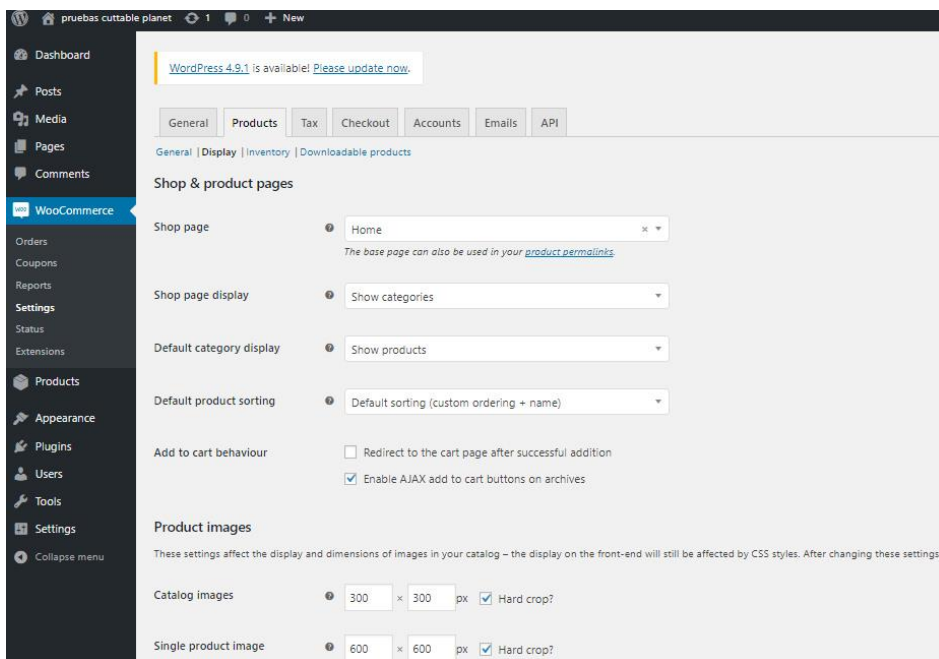 pruebas cuttable planet 1 0 + New
Dashboard
Posts
Media
Pages
Comments
WooCommerce
Orders
Coupons
Reports
Settings
Status
Extensions
Products
Appearance
Plugins
Users
Tools
Settings
Collapse menu
WordPress 4.9.1 is available! Please update now.
General Products Tax Checkout Accounts Emails API
General | Display | Inventory | Downloadable products
Shop & product pages
Shop page Home × 
The base page can also be used in your product permalinks.
Shop page display Show categories
Default category display Show products
Default product sorting Default sorting (custom ordering + name)
Add to cart behaviour Redirect to the cart page after successful addition
Enable AJAX add to cart buttons on archives
Product images
These settings affect the display and dimensions of images in your catalog – the display on the front-end will still be affected by CSS styles. After changing these settings
Catalog images 300 × 300 px Hard crop?
Single product image 600 × 600 px Hard crop?